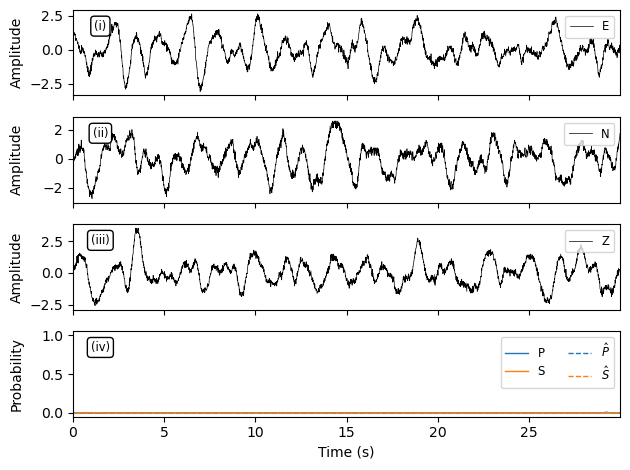 Amplitude
2.5
0.0
−2.5
(i)
E
Amplitude
2
0
−2
(ii)
N
Amplitude
2.5
0.0
−2.5
(iii)
Z
Probability
1.0
0.5
0.0
(iv)
P
S
P̂
Ŝ
0 5 10 15 20 25
Time (s)